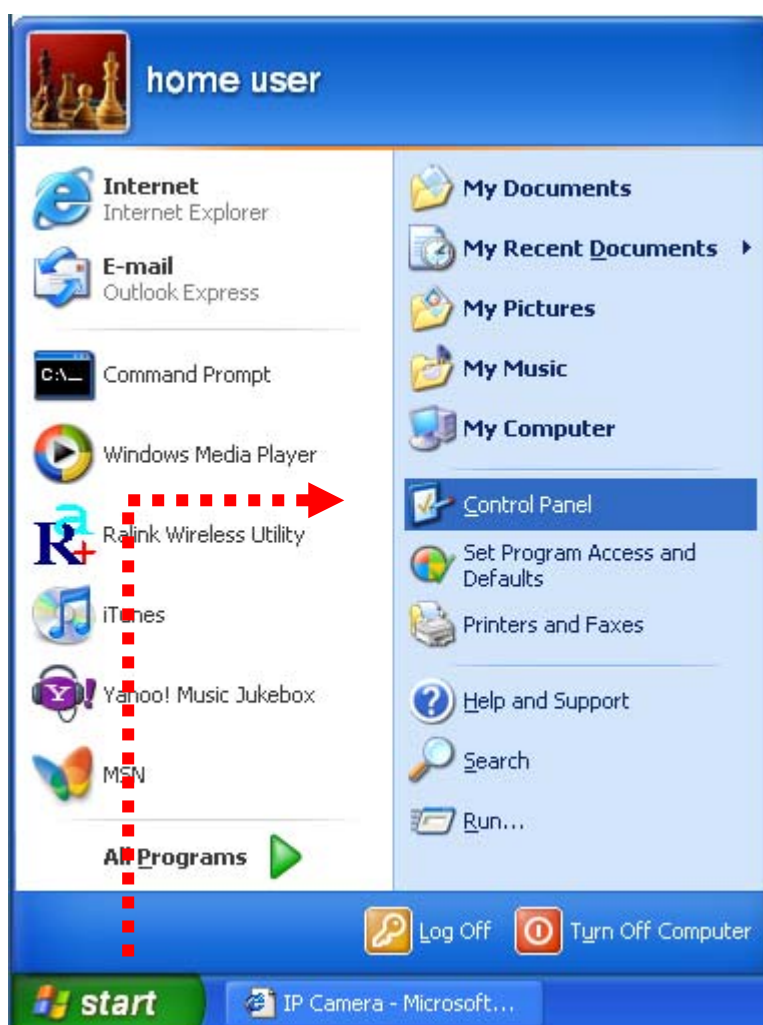 home user
Internet
Internet Explorer
E-mail
Outlook Express
C:\_
Command Prompt
Windows Media Player
Ralink Wireless Utility
iTunes
Yahoo! Music Jukebox
MSN
All Programs
My Documents
My Recent Documents
My Pictures
My Music
My Computer
Control Panel
Set Program Access and
Defaults
Printers and Faxes
Help and Support
Search
Run...
Log Off
Turn Off Computer
start
IP Camera - Microsoft...